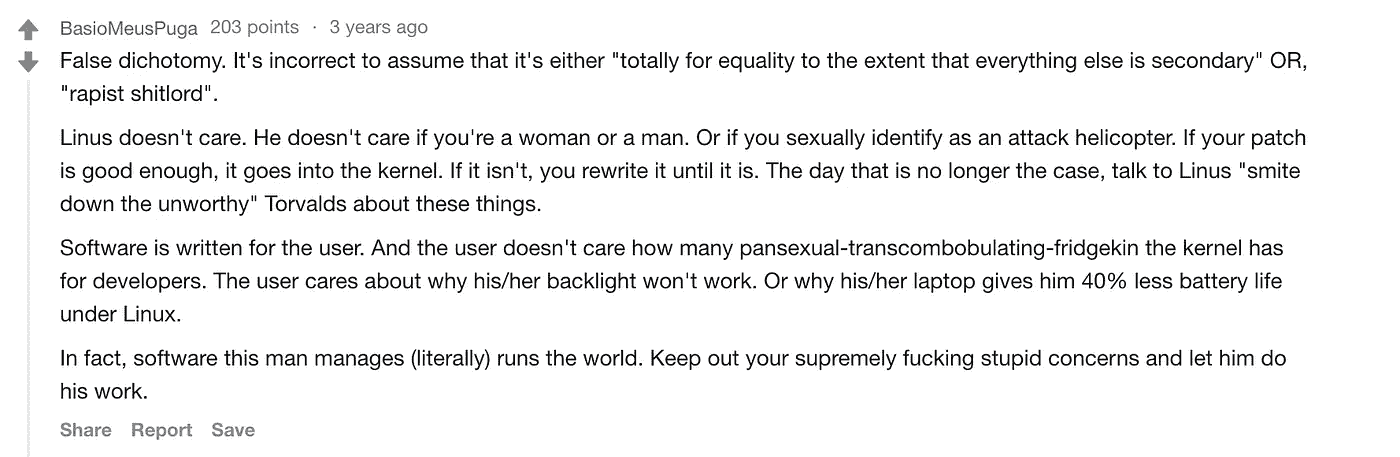 BasioMeusPuga 203 points · 3 years ago
False dichotomy. It's incorrect to assume that it's either "totally for equality to the extent that everything else is secondary" OR,
"rapist shitlord".
Linus doesn't care. He doesn't care if you're a woman or a man. Or if you sexually identify as an attack helicopter. If your patch
is good enough, it goes into the kernel. If it isn't, you rewrite it until it is. The day that is no longer the case, talk to Linus "smite
down the unworthy" Torvalds about these things.
Software is written for the user. And the user doesn't care how many pansexual-transcombobulating-fridgekin the kernel has
for developers. The user cares about why his/her backlight won't work. Or why his/her laptop gives him 40% less battery life
under Linux.
In fact, software this man manages (literally) runs the world. Keep out your supremely fucking stupid concerns and let him do
his work.
Share Report Save